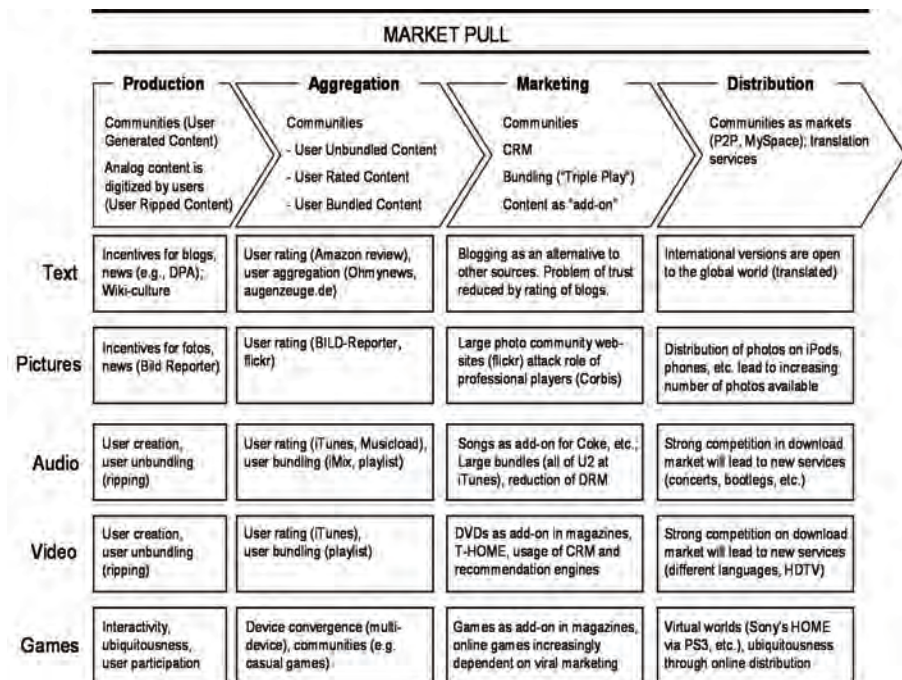 MARKET PULL
Production
Communities (User
Generated Content)
Analog content is
digitized by users
(User Ripped Content)
Aggregation
Communities
- User Unbundled Content
- User Rated Content
- User Bundled Content
Marketing
Communities
CRM
Bundling ("Triple Play")
Content as "add-on"
Distribution
Communities as markets
(P2P, MySpace); translation
services
Text
Incentives for blogs,
news (e.g., DPA);
Wiki-culture
User rating (Amazon review),
user aggregation (Ohmynews,
augenzeuge.de)
Blogging as an alternative to
other sources. Problem of trust
reduced by rating of blogs.
International versions are open
to the global world (translated)
Pictures
Incentives for fotos,
news (Bild Reporter)
User rating (BILD-Reporter,
flickr)
Large photo community web-
sites (flickr) attack role of
professional players (Corbis)
Distribution of photos on iPods,
phones, etc. lead to increasing
number of photos available
Audio
User creation,
user unbundling
(ripping)
User rating (iTunes, Musicload),
user bundling (iMix, playlist)
Songs as add-on for Coke, etc.;
Large bundles (all of U2 at
iTunes), reduction of DRM
Strong competition in download
market will lead to new services
(concerts, bootlegs, etc.)
Video
User creation,
user unbundling
(ripping)
User rating (iTunes),
user bundling (playlist)
DVDs as add-on in magazines,
T-HOME, usage of CRM and
recommendation engines
Strong competition on download
market will lead to new services
(different languages, HDTV)
Games
Interactivity,
ubiquitousness,
user participation
Device convergence (multi-
device), communities (e.g.
casual games)
Games as add-on in magazines,
online games increasingly
dependent on viral marketing
Virtual worlds (Sony's HOME
via PS3, etc.), ubiquitousness
through online distribution